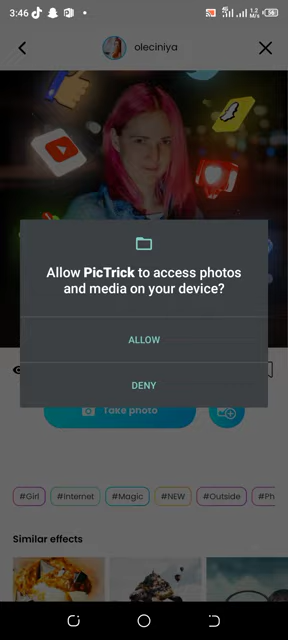 3:46
oleciniya
Allow PicTrick to access photos
and media on your device?
ALLOW
DENY
Take photo
#Girl #Internet #Magic #NEW #Outside #Ph
Similar effects